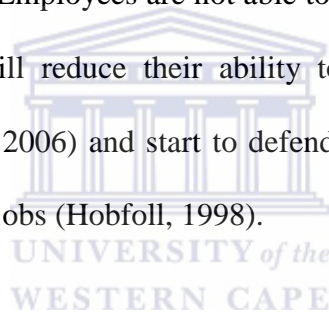 Employees are not able to
ill reduce their ability to
2006) and start to defend
obs (Hobfoll, 1998).
UNIVERSITY of the
WESTERN CAPE